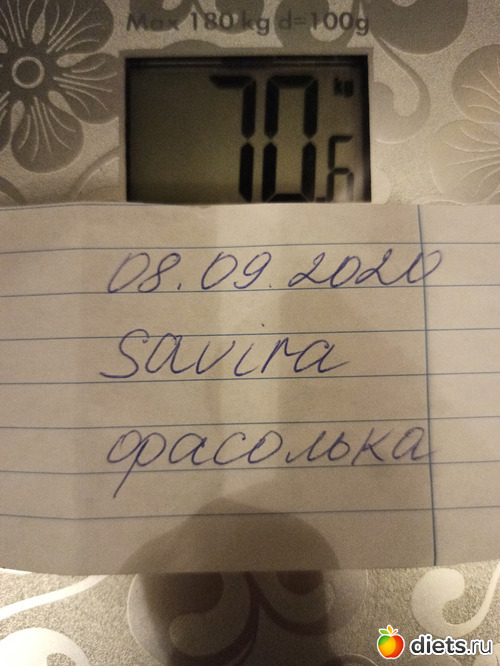 Max 180 kg d=100g
kg
70.6
08.09.2020
savira
фасолька
diets.ru